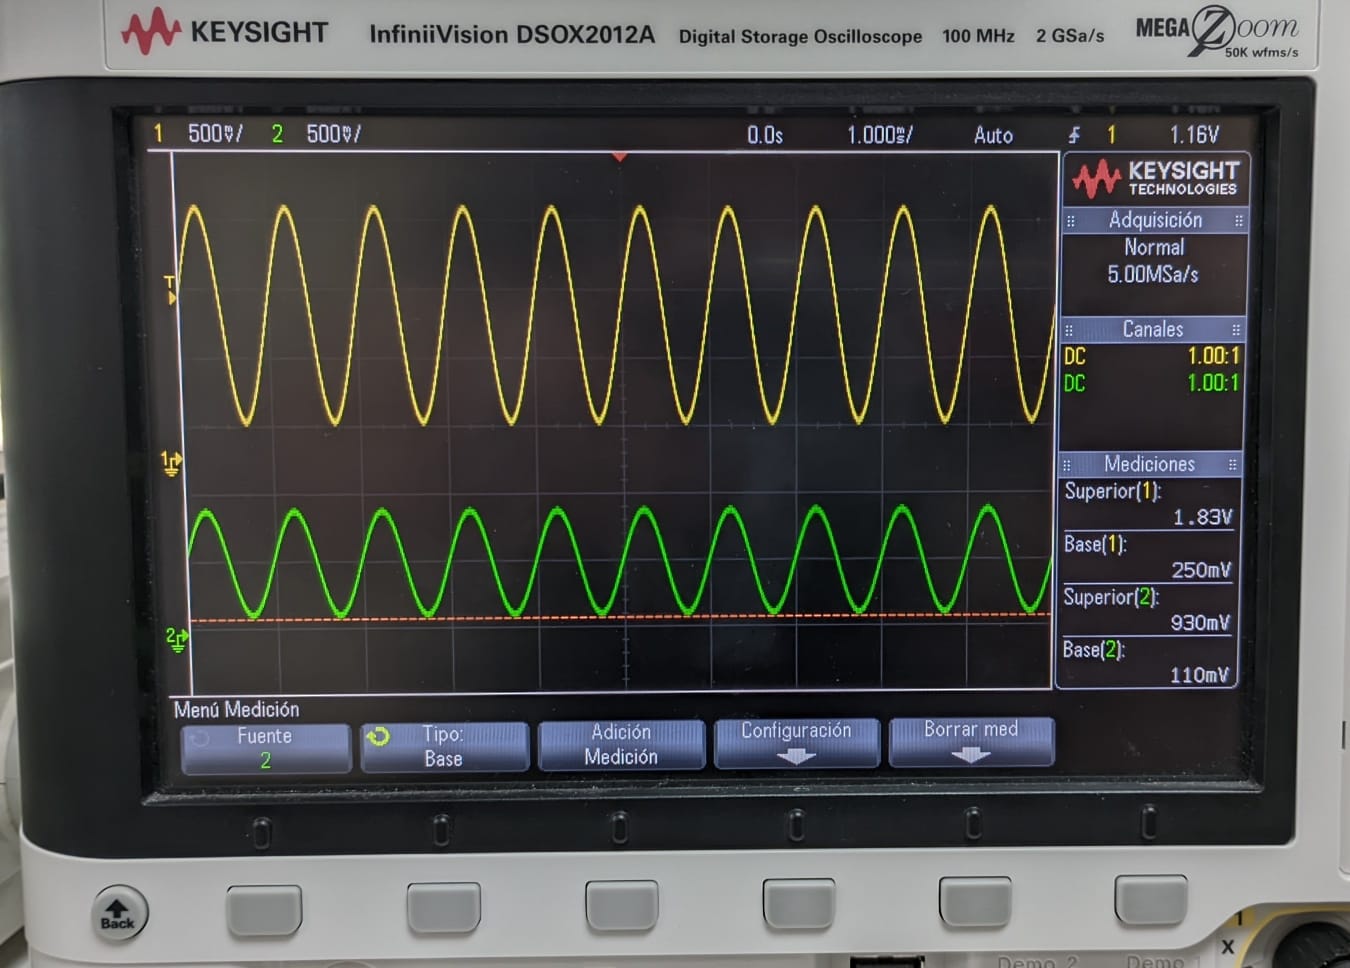 KEYSIGHT InfiniiVision DSOX2012A Digital Storage Oscilloscope 100 MHz 2 GSa/s MEGA Zoom
50K wfms/s
1 500mV/ 2 500mV/ 0.0s 1.000ms/ Auto 1 1.16V
KEYSIGHT
TECHNOLOGIES
Adquisición
Normal
5.00MSa/s
T
Canales
DC 1.00:1
DC 1.00:1
1
Mediciones
Superior(1):
1.83V
Base(1):
250mV
Superior(2):
930mV
2
Base(2):
110mV
Menú Medición
Fuente
2
Tipo:
Base
Adición
Medición
Configuración
Borrar med
Back
1
X
Demo 2 Demo 1